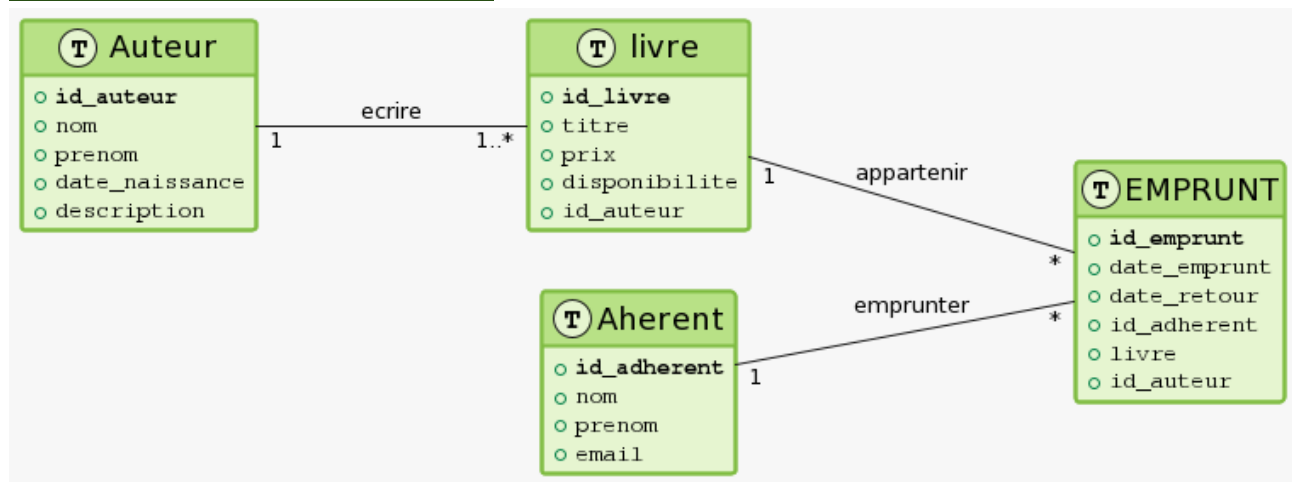 T Auteur
id_auteur
nom
prenom
date_naissance
description
1
ecrire
1..*
T livre
id_livre
titre
prix
disponibilite
id_auteur
1
appartenir
*
T Aherent
id_adherent
nom
prenom
email
1
emprunter
*
T EMPRUNT
id_emprunt
date_emprunt
date_retour
id_adherent
livre
id_auteur